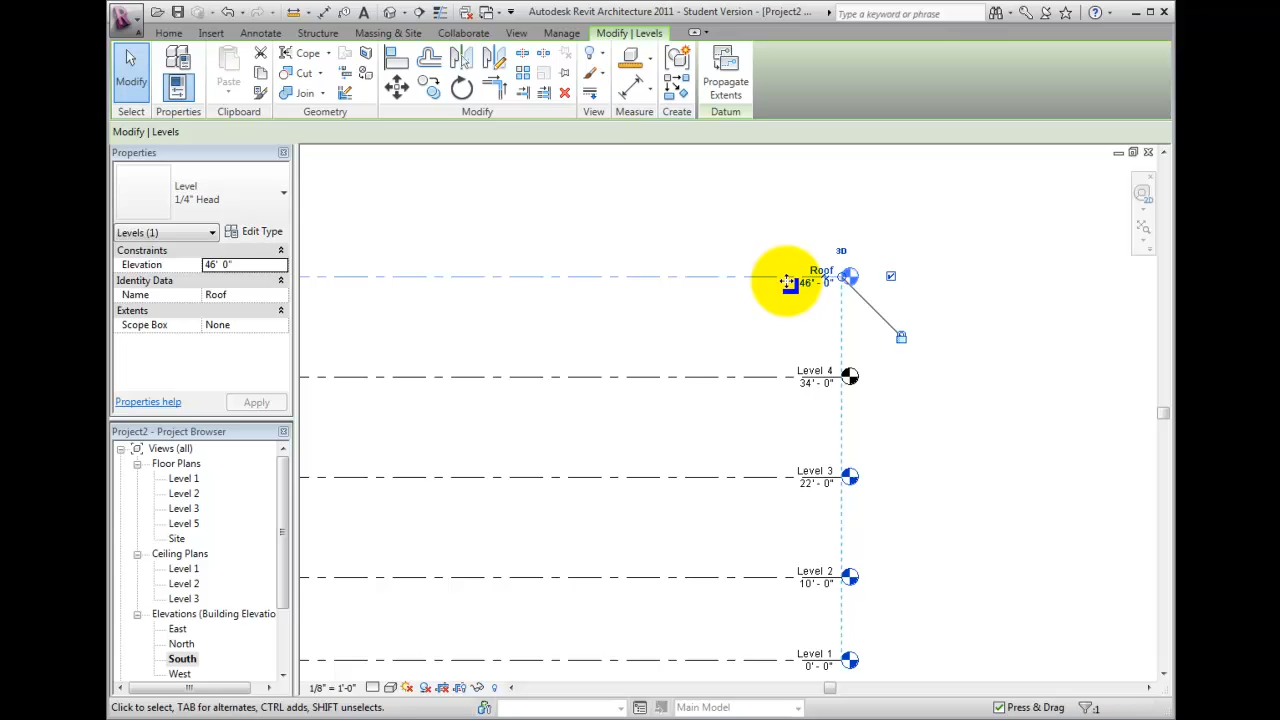 Autodesk Revit Architecture 2011 - Student Version - [Project2 ...
Type a keyword or phrase
Home Insert Annotate Structure Massing & Site Collaborate View Manage Modify | Levels
Modify
Paste
Cope
Cut
Join
Propagate
Extents
Select Properties Clipboard Geometry Modify View Measure Create Datum
Modify | Levels
Properties
Level
1/4" Head
Levels (1) Edit Type
Constraints
Elevation 46' 0"
Identity Data
Name Roof
Extents
Scope Box None
Properties help Apply
Project2 - Project Browser
Views (all)
Floor Plans
Level 1
Level 2
Level 3
Level 5
Site
Ceiling Plans
Level 1
Level 2
Level 3
Elevations (Building Elevatio
East
North
South
West
3D
Roof
46' - 0"
Level 4
34' - 0"
Level 3
22' - 0"
Level 2
10' - 0"
Level 1
0' - 0"
2D
1/8" = 1'-0"
Click to select, TAB for alternates, CTRL adds, SHIFT unselects.
Main Model
Press & Drag
:1